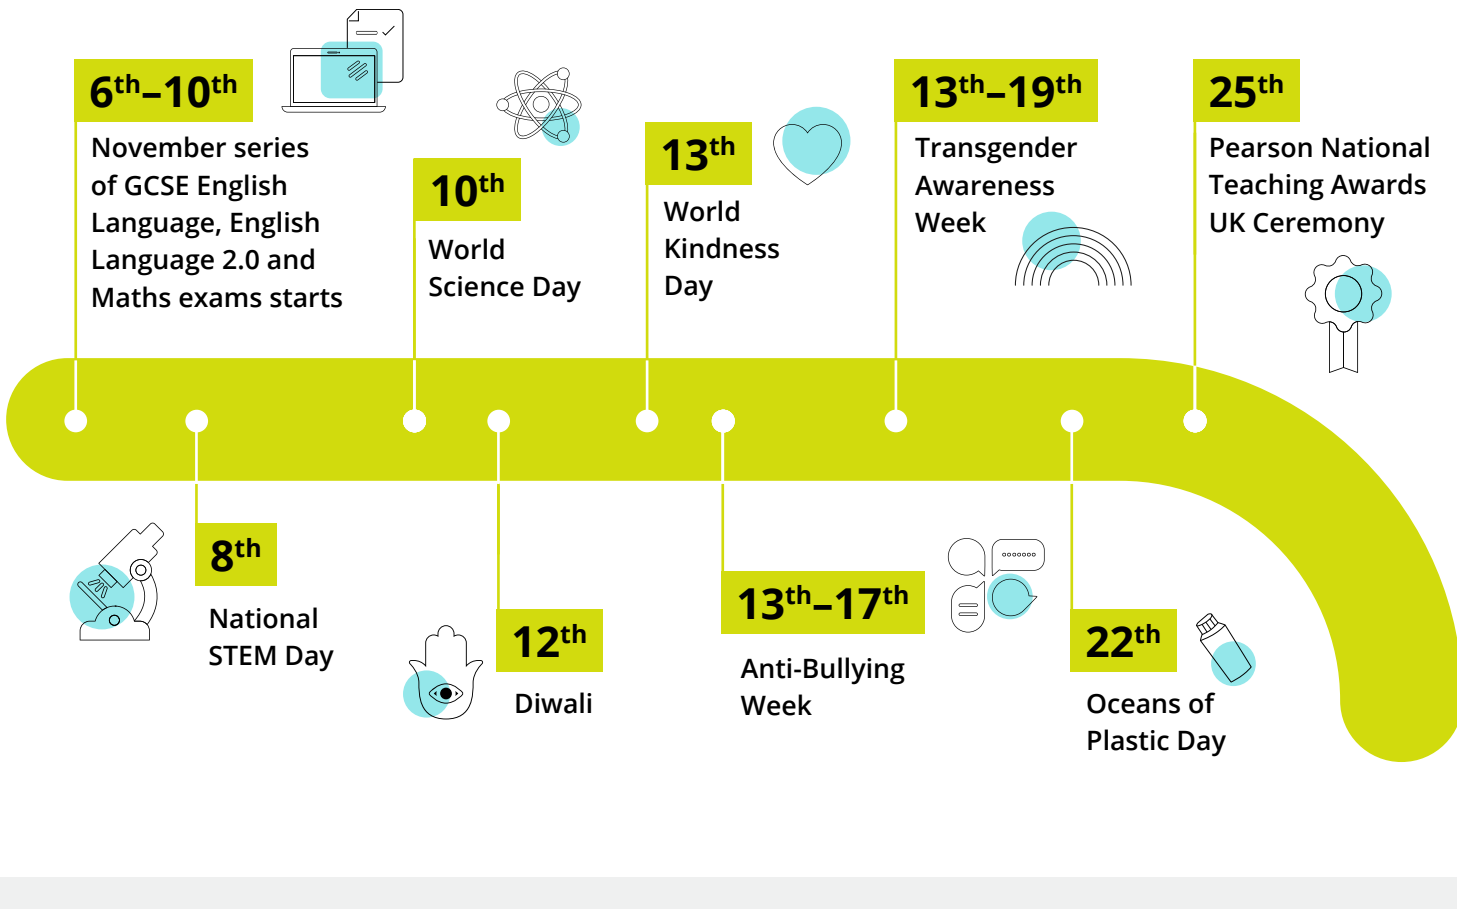 6th–10th
November series
of GCSE English
Language, English
Language 2.0 and
Maths exams starts
10th
World
Science Day
13th
World
Kindness
Day
13th–19th
Transgender
Awareness
Week
25th
Pearson National
Teaching Awards
UK Ceremony
8th
National
STEM Day
12th
Diwali
13th–17th
Anti-Bullying
Week
22th
Oceans of
Plastic Day